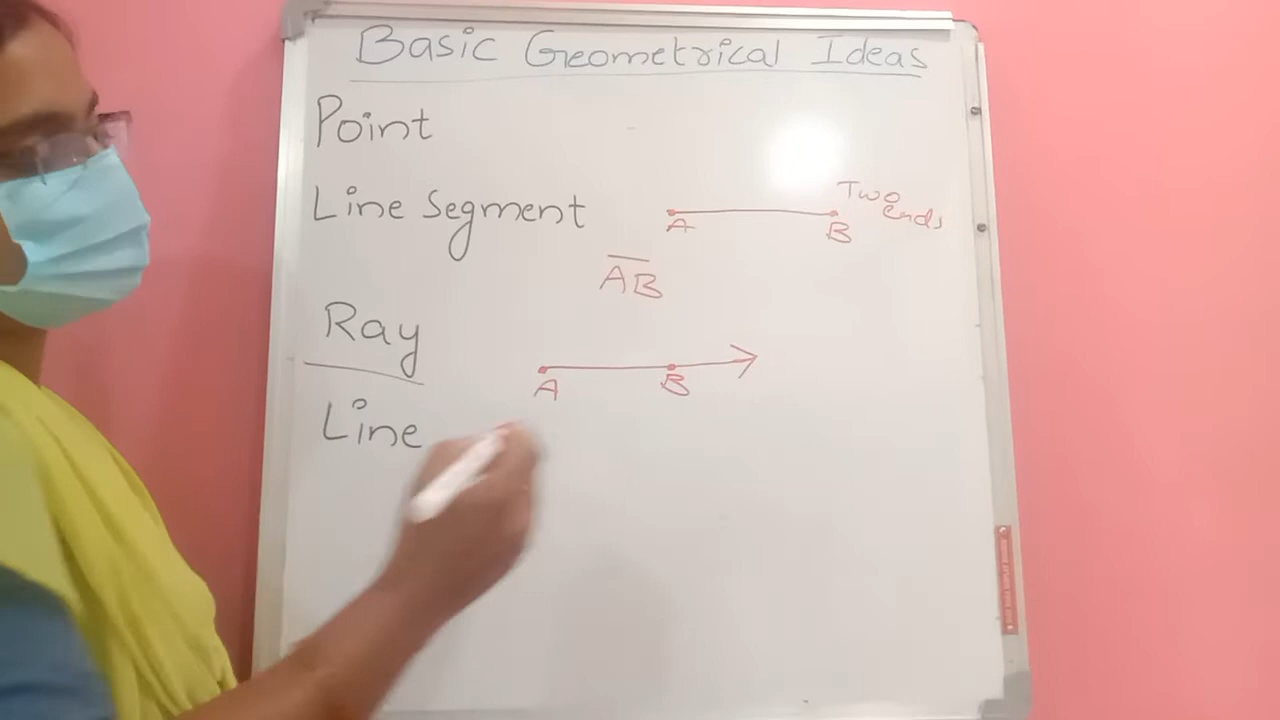 Basic Geometrical Ideas
Point
Line Segment
Two ends
A B
AB
Ray
A B
Line